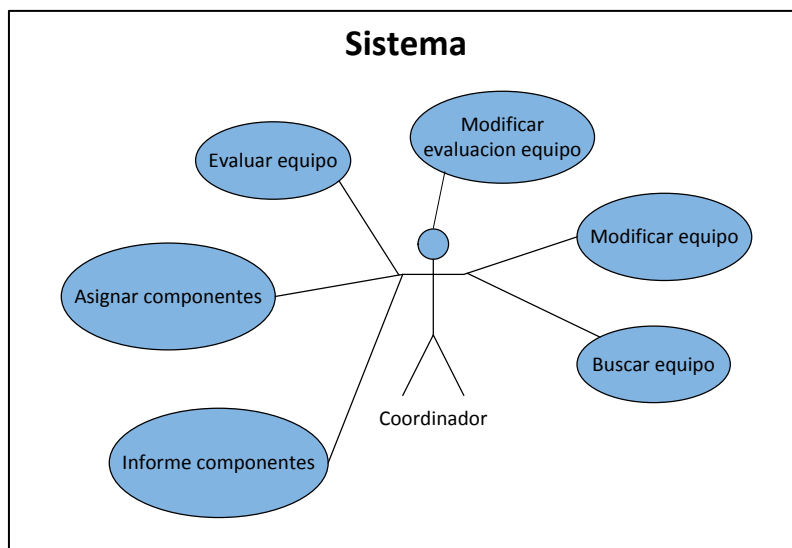 Sistema
Modificar
evaluacion equipo
Evaluar equipo
Modificar equipo
Asignar componentes
Buscar equipo
Coordinador
Informe componentes